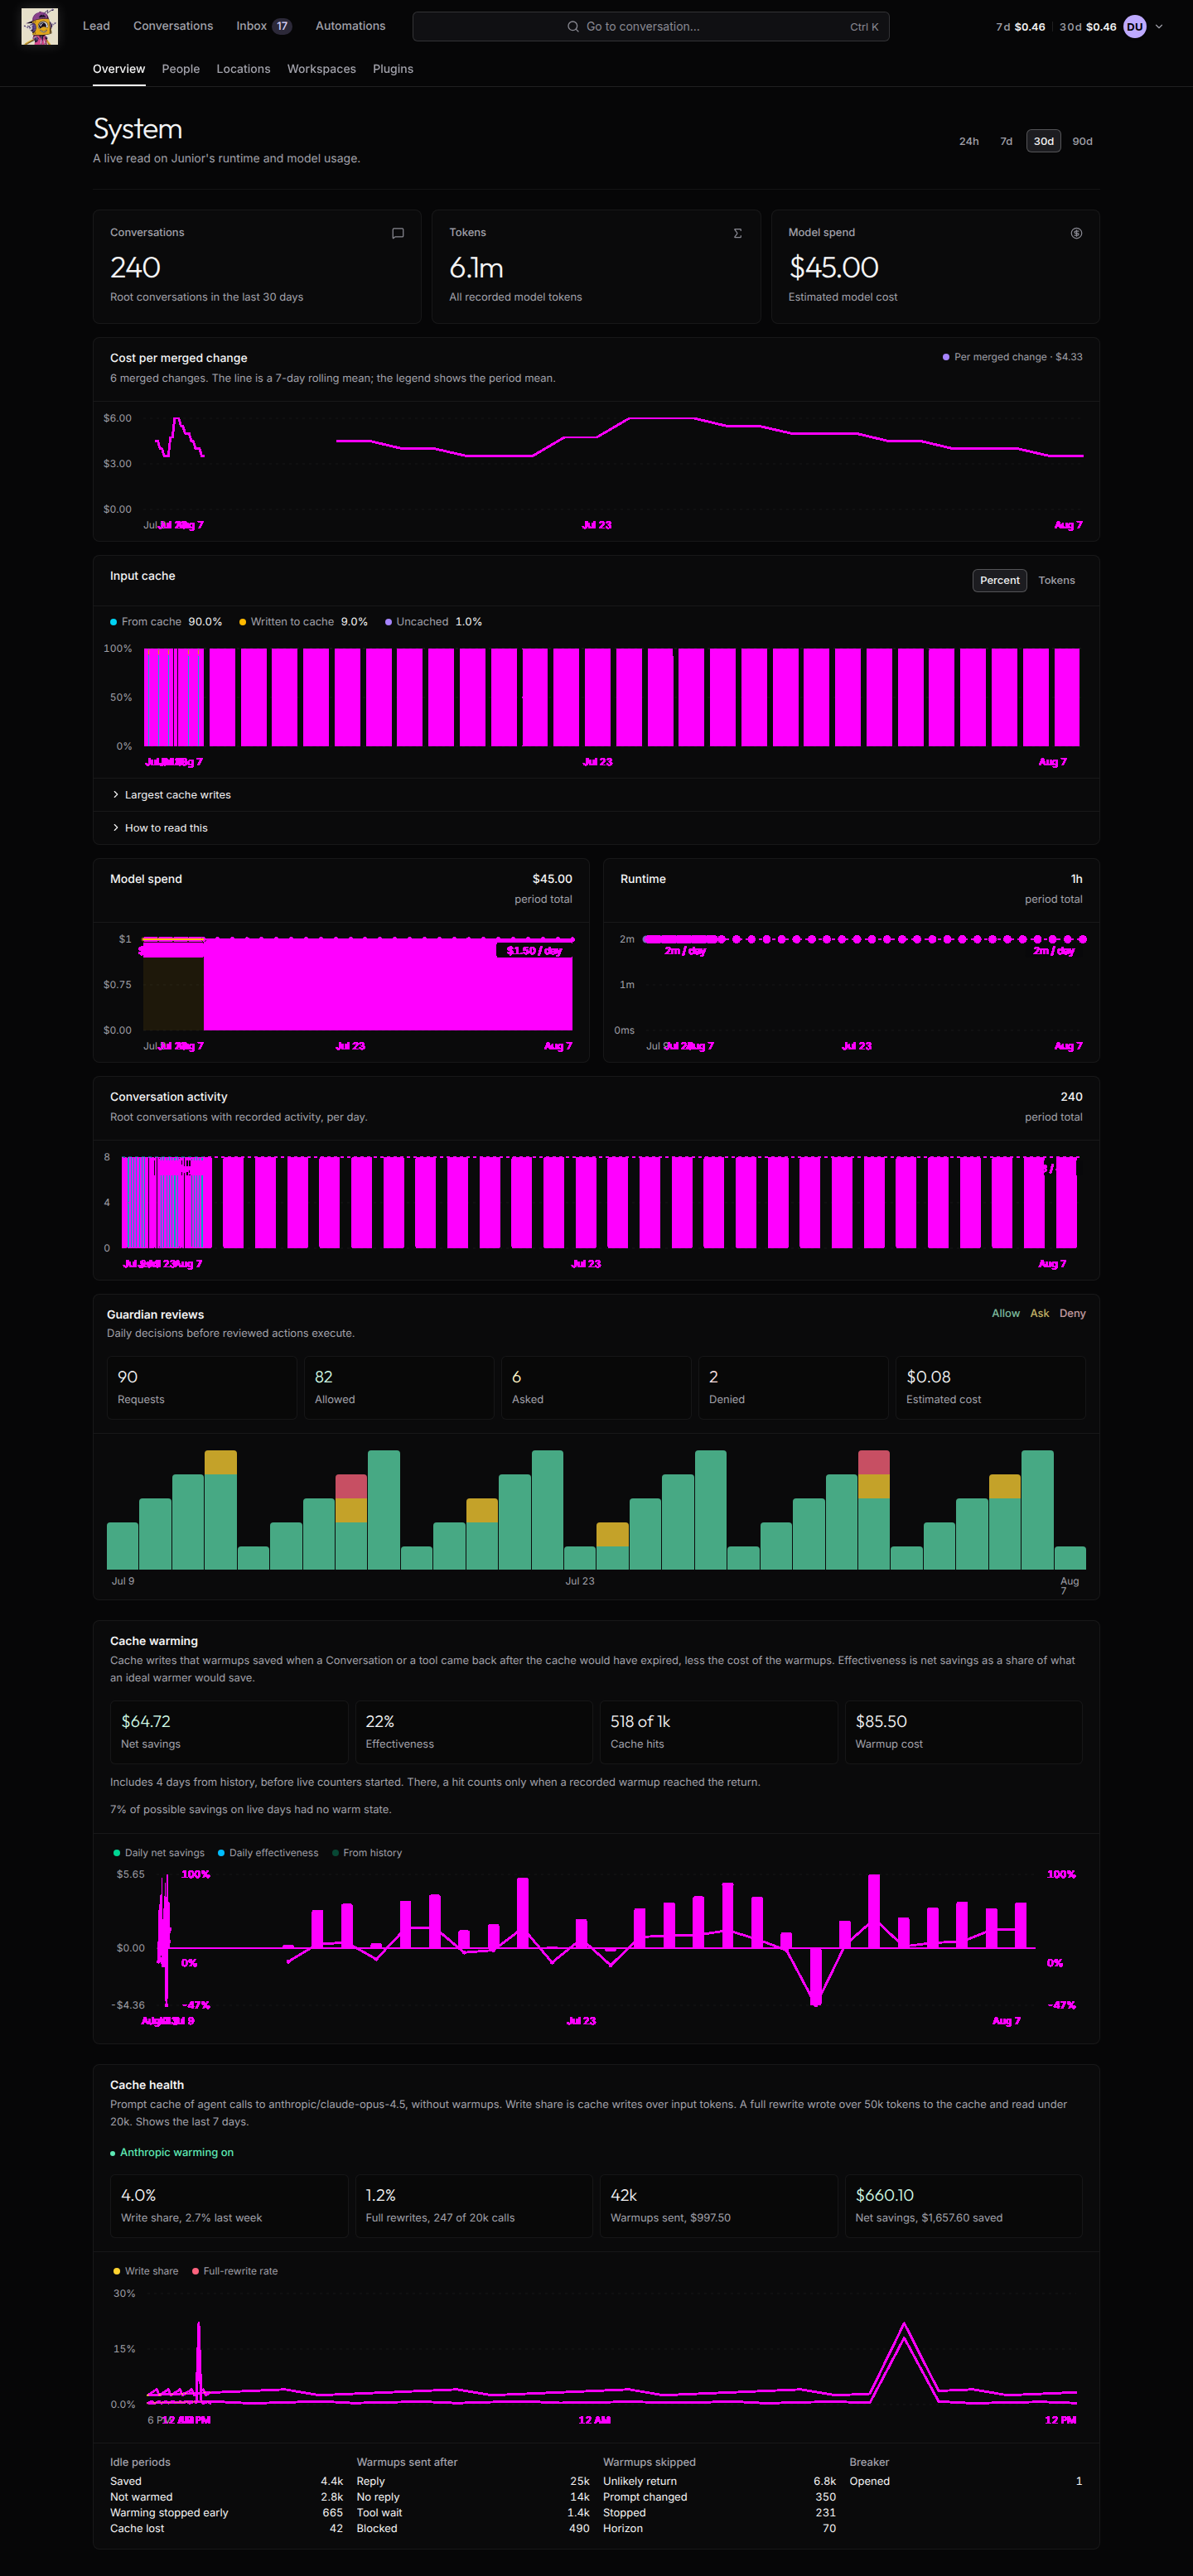 Lead
Conversations
Inbox 17
Automations
Go to conversation...
Ctrl K
7d $0.46
30d $0.46
DU
Overview
People
Locations
Workspaces
Plugins
System
A live read on Junior's runtime and model usage.
24h
7d
30d
90d
Conversations
240
Root conversations in the last 30 days
Tokens
6.1m
All recorded model tokens
Model spend
$45.00
Estimated model cost
Cost per merged change
6 merged changes. The line is a 7-day rolling mean; the legend shows the period mean.
Per merged change · $4.33
$6.00
$3.00
$0.00
Jul
Aug 7
Jul 23
Aug 7
Input cache
Percent
Tokens
From cache 90.0%
Written to cache 9.0%
Uncached 1.0%
100%
50%
0%
Aug 7
Jul 23
Aug 7
Largest cache writes
How to read this
Model spend
$45.00
period total
$1
$0.75
$0.00
$1.50 / day
Jul
Aug 7
Jul 23
Aug 7
Runtime
1h
period total
2m
1m
0ms
2m / day
2m / day
Jul
Aug 7
Jul 23
Aug 7
Conversation activity
Root conversations with recorded activity, per day.
240
period total
8
4
0
Aug 7
Jul 23
Aug 7
Guardian reviews
Daily decisions before reviewed actions execute.
Allow
Ask
Deny
90
Requests
82
Allowed
6
Asked
2
Denied
$0.08
Estimated cost
Jul 9
Jul 23
Aug
7
Cache warming
Cache writes that warmups saved when a Conversation or a tool came back after the cache would have expired, less the cost of the warmups. Effectiveness is net savings as a share of what
an ideal warmer would save.
$64.72
Net savings
22%
Effectiveness
518 of 1k
Cache hits
$85.50
Warmup cost
Includes 4 days from history, before live counters started. There, a hit counts only when a recorded warmup reached the return.
7% of possible savings on live days had no warm state.
Daily net savings
Daily effectiveness
From history
$5.65
$0.00
-$4.36
100%
0%
-47%
100%
0%
-47%
Jul 23
Aug 7
Cache health
Prompt cache of agent calls to anthropic/claude-opus-4.5, without warmups. Write share is cache writes over input tokens. A full rewrite wrote over 50k tokens to the cache and read under
20k. Shows the last 7 days.
Anthropic warming on
4.0%
Write share, 2.7% last week
1.2%
Full rewrites, 247 of 20k calls
42k
Warmups sent, $997.50
$660.10
Net savings, $1,657.60 saved
Write share
Full-rewrite rate
30%
15%
0.0%
12 AM
12 PM
Idle periods
Saved 4.4k
Not warmed 2.8k
Warming stopped early 665
Cache lost 42
Warmups sent after
Reply 25k
No reply 14k
Tool wait 1.4k
Blocked 490
Warmups skipped
Unlikely return 6.8k
Prompt changed 350
Stopped 231
Horizon 70
Breaker
Opened 1